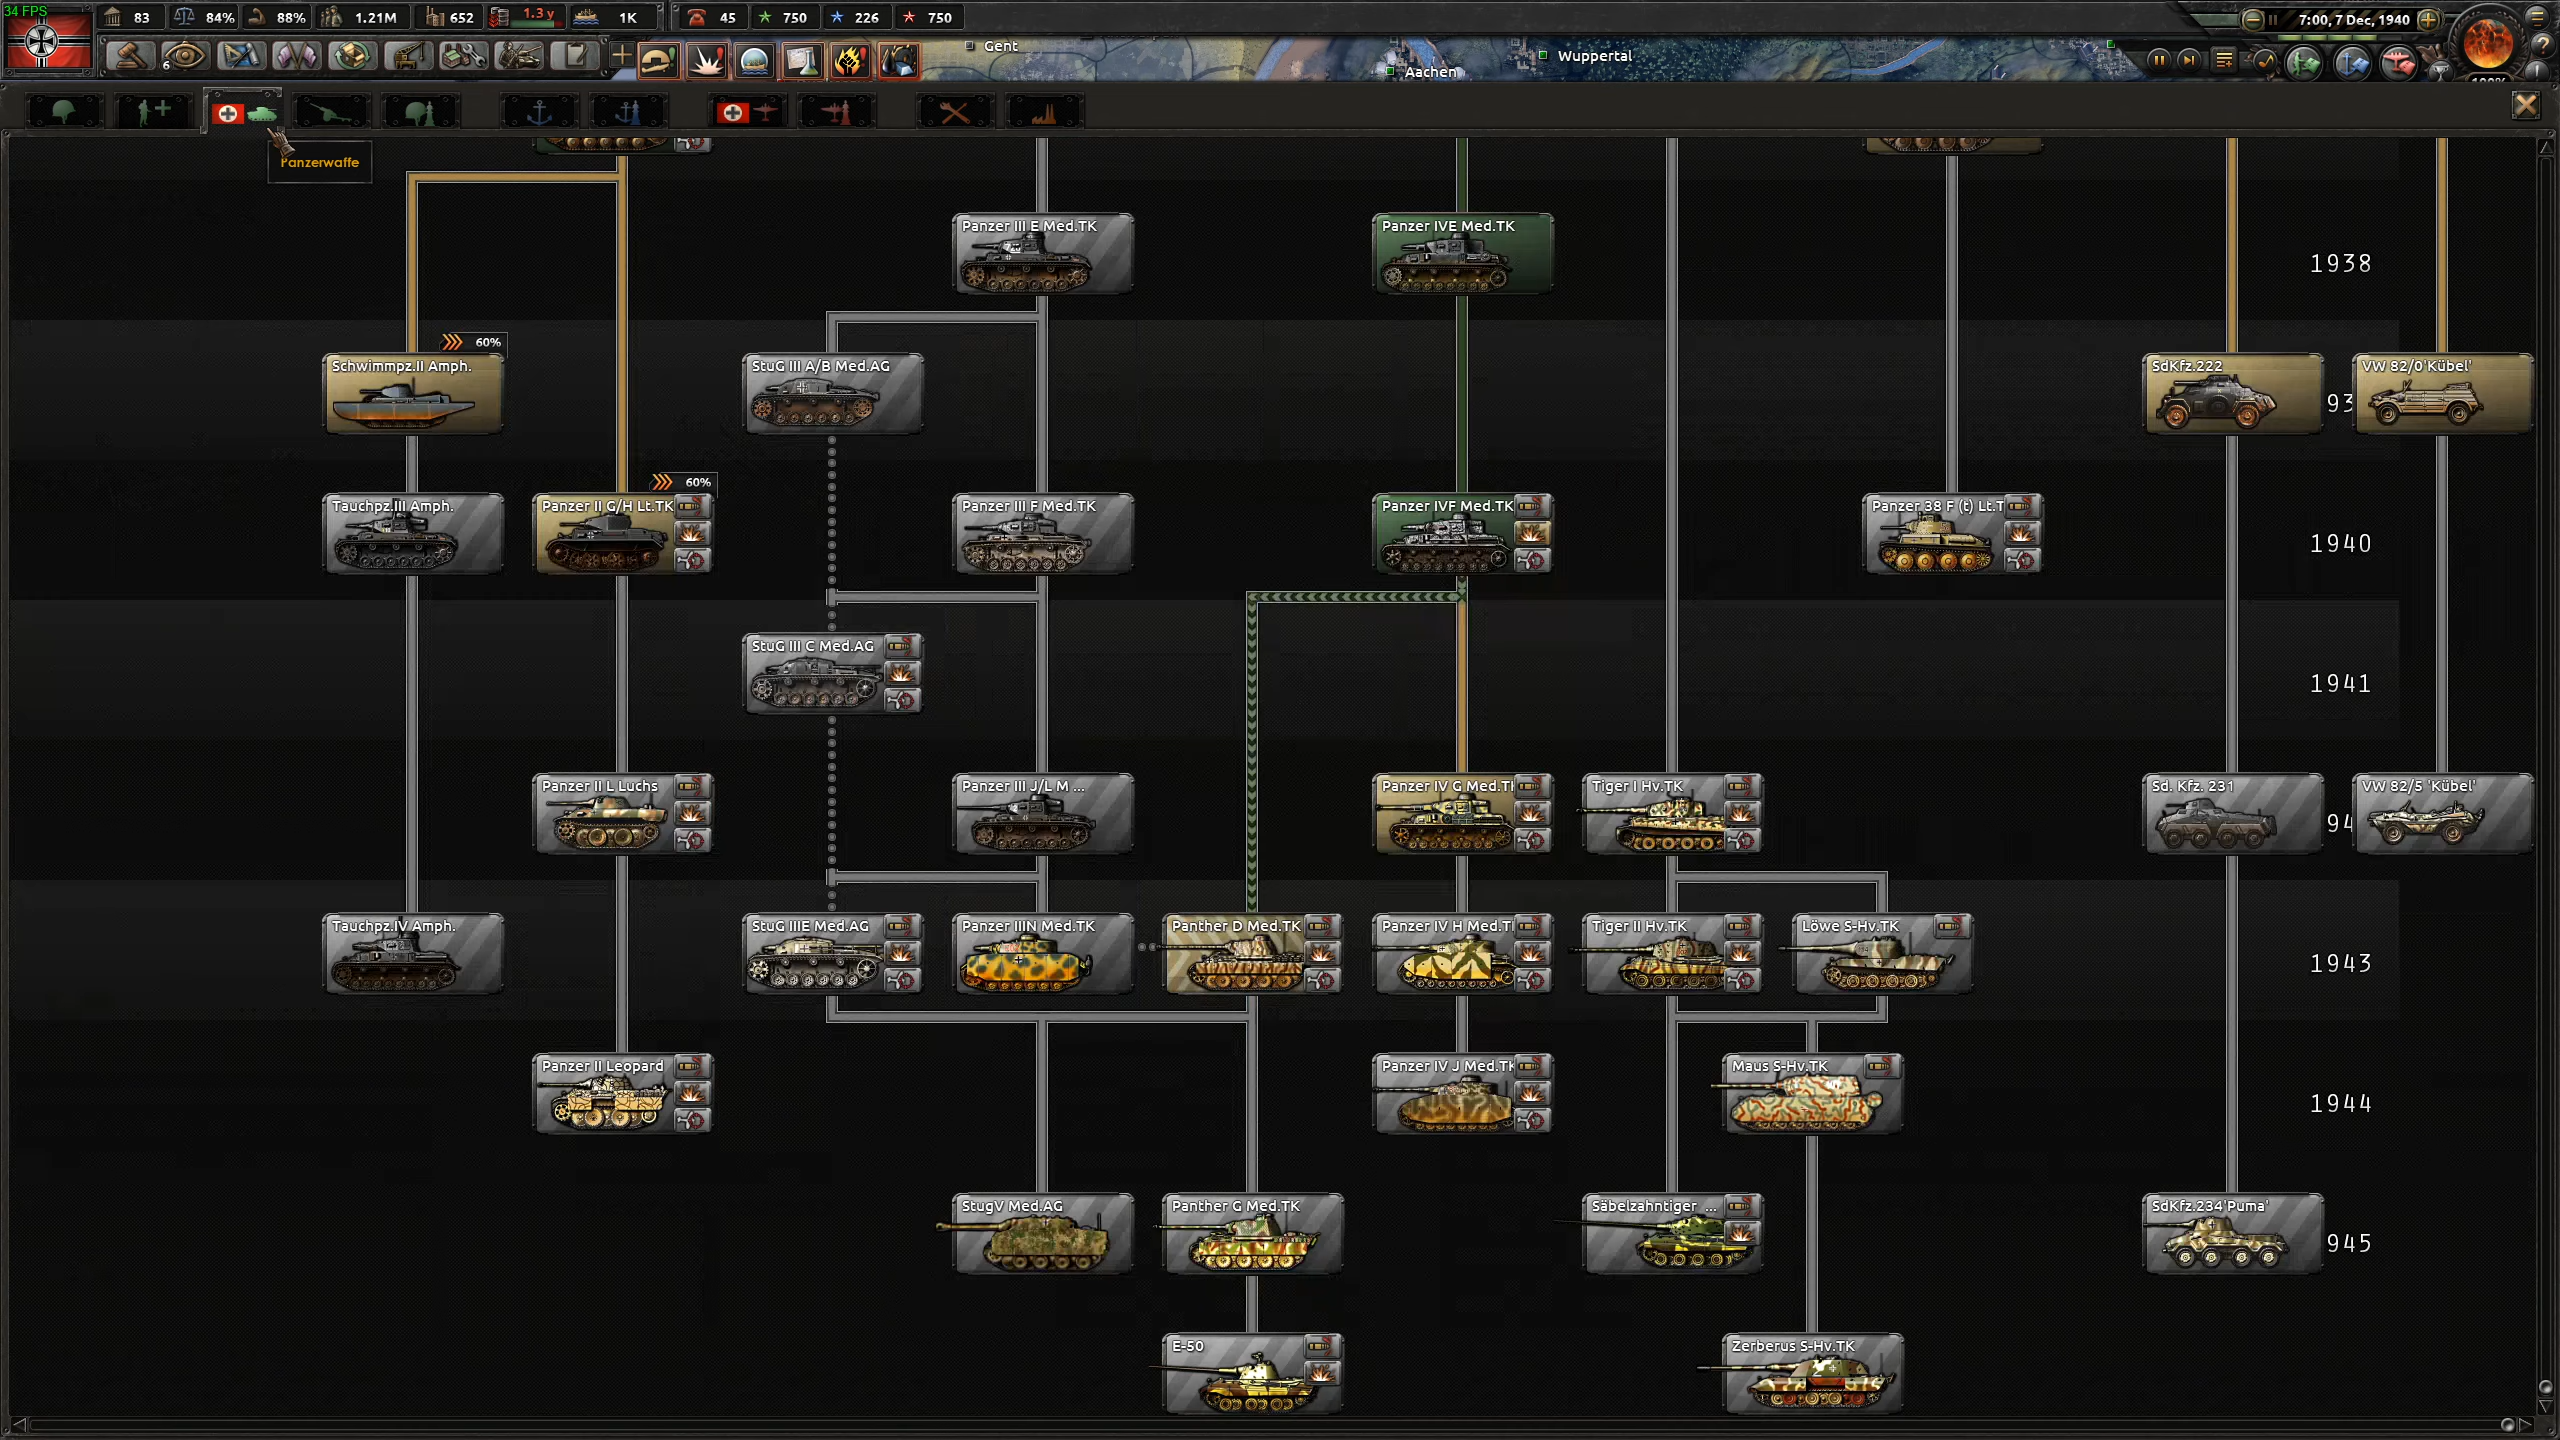 34 FPS
83
84%
88%
1.21M
652
1.3 y
1K
45
750
226
750
7:00, 7 Dec, 1940
6
Gent
Aachen
Wuppertal
Panzerwaffe
Panzer III E Med.TK
Panzer IVE Med.TK
1938
60%
Schwimmpz.II Amph.
StuG III A/B Med.AG
SdKfz.222
93
VW 82/0'Kübel'
60%
Tauchpz.III Amph.
Panzer II G/H Lt.TK
Panzer III F Med.TK
Panzer IVF Med.TK
Panzer 38 F (t) Lt.T
1940
StuG III C Med.AG
1941
Panzer II L Luchs
Panzer III J/L M ...
Panzer IV G Med.T
Tiger I Hv.TK
Sd. Kfz. 231
94
VW 82/5 'Kübel'
Tauchpz.IV Amph.
StuG IIIE Med.AG
Panzer IIIN Med.TK
Panther D Med.TK
Panzer IV H Med.T
Tiger II Hv.TK
Löwe S-Hv.TK
1943
Panzer II Leopard
Panzer IV J Med.TK
Maus S-Hv.TK
1944
StugV Med.AG
Panther G Med.TK
Säbelzahntiger ...
SdKfz.234'Puma'
945
E-50
Zerberus S-Hv.TK